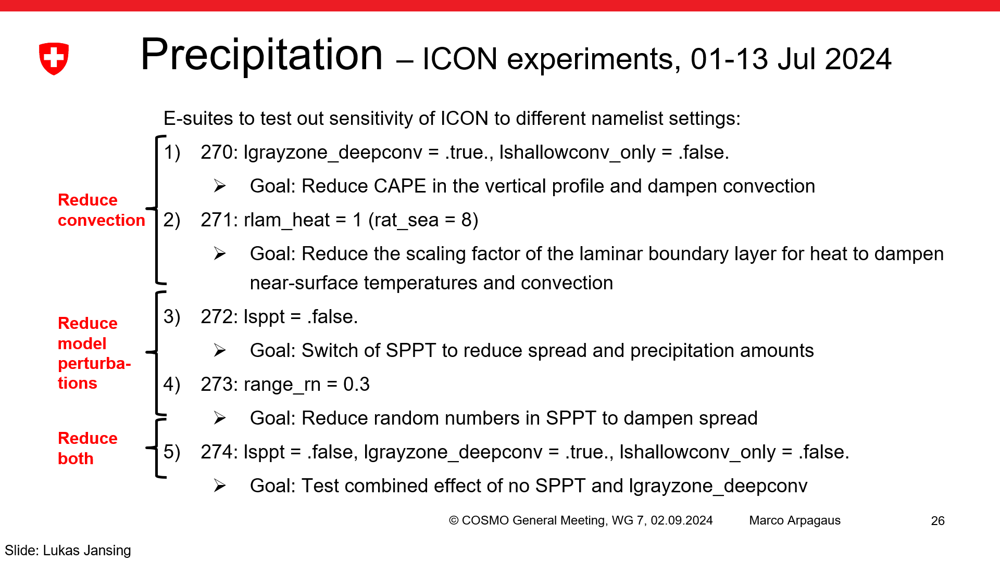 Precipitation – ICON experiments, 01-13 Jul 2024
E-suites to test out sensitivity of ICON to different namelist settings:
Reduce
convection
1) 270: lgrayzone_deepconv = .true., lshallowconv_only = .false.
➢ Goal: Reduce CAPE in the vertical profile and dampen convection
2) 271: rlam_heat = 1 (rat_sea = 8)
➢ Goal: Reduce the scaling factor of the laminar boundary layer for heat to dampen
near-surface temperatures and convection
Reduce
model
perturba-
tions
3) 272: lsppt = .false.
➢ Goal: Switch of SPPT to reduce spread and precipitation amounts
4) 273: range_rn = 0.3
➢ Goal: Reduce random numbers in SPPT to dampen spread
Reduce
both
5) 274: lsppt = .false, lgrayzone_deepconv = .true., lshallowconv_only = .false.
➢ Goal: Test combined effect of no SPPT and lgrayzone_deepconv
© COSMO General Meeting, WG 7, 02.09.2024 Marco Arpagaus 26
Slide: Lukas Jansing